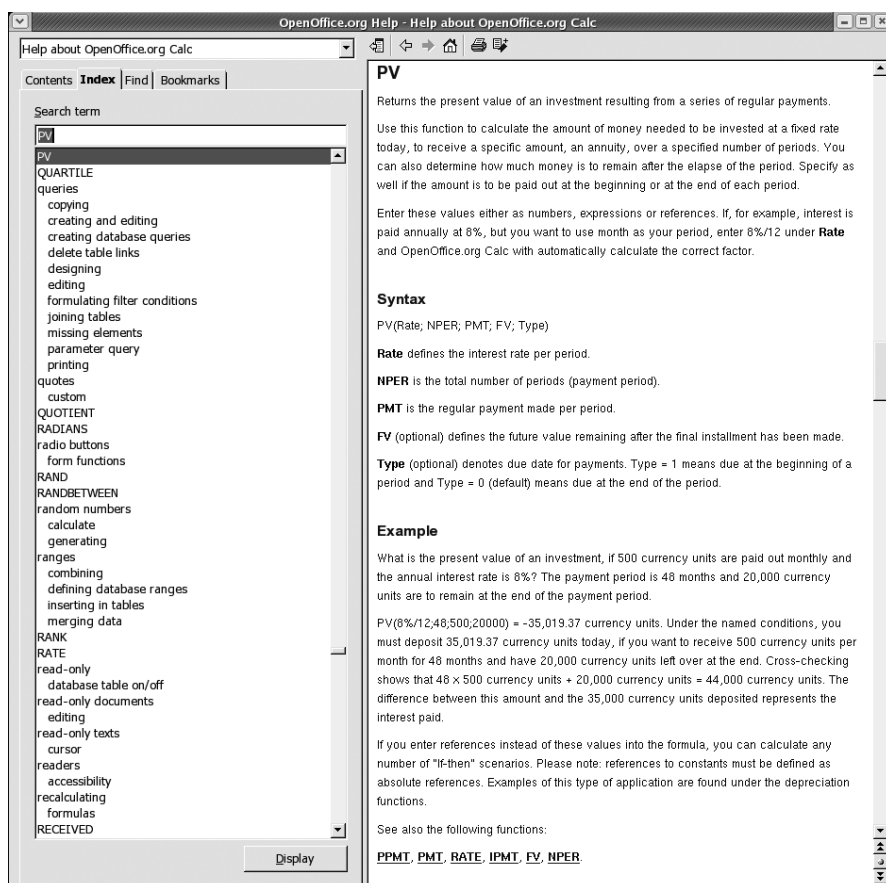 OpenOffice.org Help - Help about OpenOffice.org Calc
Help about OpenOffice.org Calc
Contents Index Find Bookmarks
Search term
PV
PV
QUARTILE
queries
copying
creating and editing
creating database queries
delete table links
designing
editing
formulating filter conditions
joining tables
missing elements
parameter query
printing
quotes
custom
QUOTIENT
RADIANS
radio buttons
form functions
RAND
RANDBETWEEN
random numbers
calculate
generating
ranges
combining
defining database ranges
inserting in tables
merging data
RANK
RATE
read-only
database table on/off
read-only documents
editing
read-only texts
cursor
readers
accessibility
recalculating
formulas
RECEIVED
Display
PV
Returns the present value of an investment resulting from a series of regular payments.
Use this function to calculate the amount of money needed to be invested at a fixed rate
today, to receive a specific amount, an annuity, over a specified number of periods. You
can also determine how much money is to remain after the elapse of the period. Specify as
well if the amount is to be paid out at the beginning or at the end of each period.
Enter these values either as numbers, expressions or references. If, for example, interest is
paid annually at 8%, but you want to use month as your period, enter 8%/12 under Rate
and OpenOffice.org Calc with automatically calculate the correct factor.
Syntax
PV(Rate; NPER; PMT; FV; Type)
Rate defines the interest rate per period.
NPER is the total number of periods (payment period).
PMT is the regular payment made per period.
FV (optional) defines the future value remaining after the final installment has been made.
Type (optional) denotes due date for payments. Type = 1 means due at the beginning of a
period and Type = 0 (default) means due at the end of the period.
Example
What is the present value of an investment, if 500 currency units are paid out monthly and
the annual interest rate is 8%? The payment period is 48 months and 20,000 currency
units are to remain at the end of the payment period.
PV(8%/12;48;500;20000) = -35,019.37 currency units. Under the named conditions, you
must deposit 35,019.37 currency units today, if you want to receive 500 currency units per
month for 48 months and have 20,000 currency units left over at the end. Cross-checking
shows that 48 x 500 currency units + 20,000 currency units = 44,000 currency units. The
difference between this amount and the 35,000 currency units deposited represents the
interest paid.
If you enter references instead of these values into the formula, you can calculate any
number of "If-then" scenarios. Please note: references to constants must be defined as
absolute references. Examples of this type of application are found under the depreciation
functions.
See also the following functions:
PPMT, PMT, RATE, IPMT, FV, NPER.